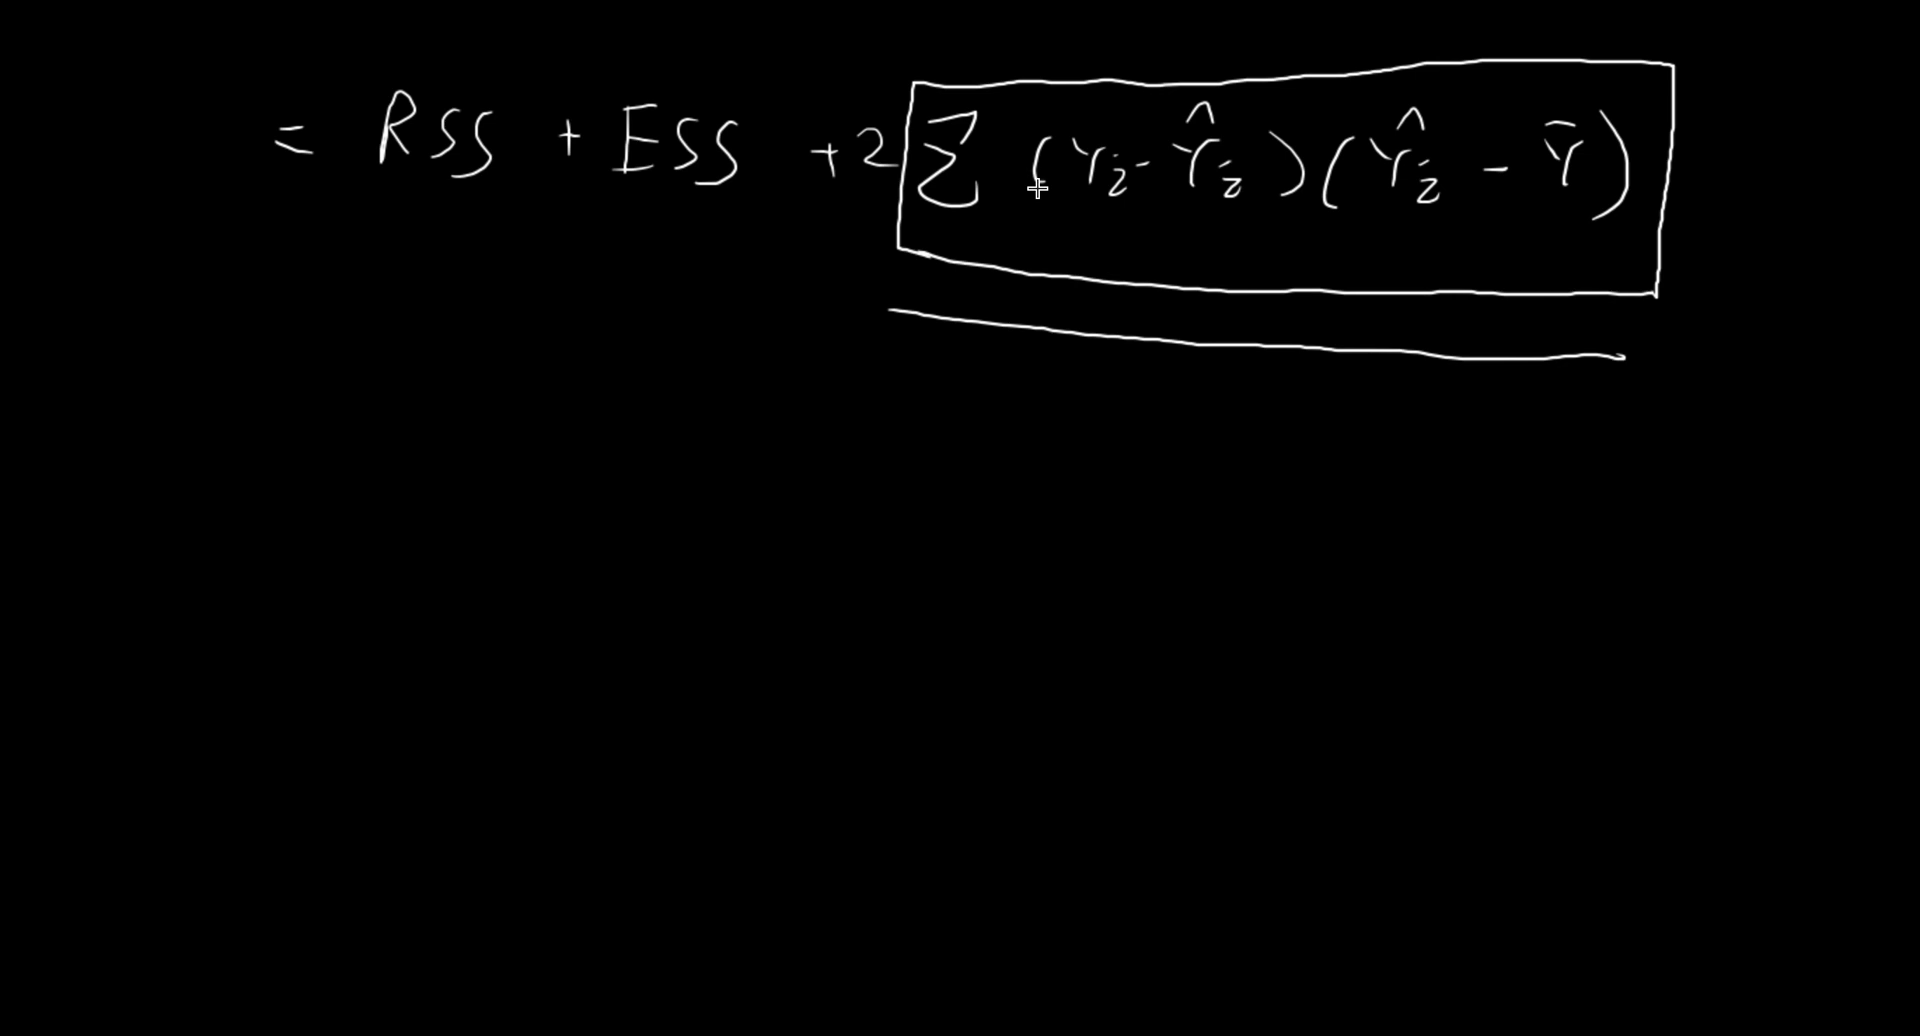 = RSS + ESS + 2 Σ (Yᵢ - Ŷᵢ)(Ŷᵢ - Ȳ)